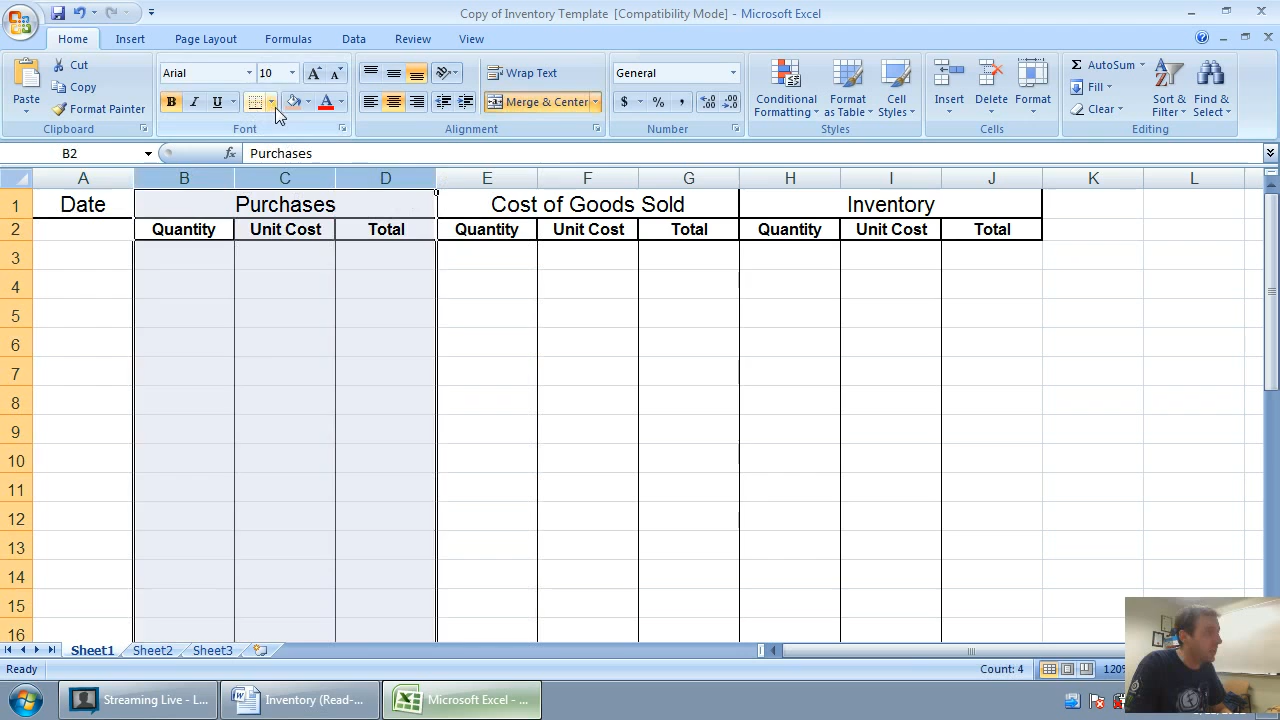 Copy of Inventory Template [Compatibility Mode] - Microsoft Excel
Home Insert Page Layout Formulas Data Review View
Paste Cut Copy Format Painter
Arial 10 B I U A A A
Wrap Text Merge & Center
General $ % ,
Conditional Formatting Format as Table Cell Styles
Insert Delete Format
Σ AutoSum Fill Clear Sort & Filter Find & Select
Clipboard Font Alignment Number Styles Cells Editing
B2 fx Purchases
A B C D E F G H I J K L
1 Date Purchases Cost of Goods Sold Inventory
2 Quantity Unit Cost Total Quantity Unit Cost Total Quantity Unit Cost Total
3
4
5
6
7
8
9
10
11
12
13
14
15
16
Sheet1 Sheet2 Sheet3
Ready Count: 4
Streaming Live - L... Inventory (Read-... Microsoft Excel - ...